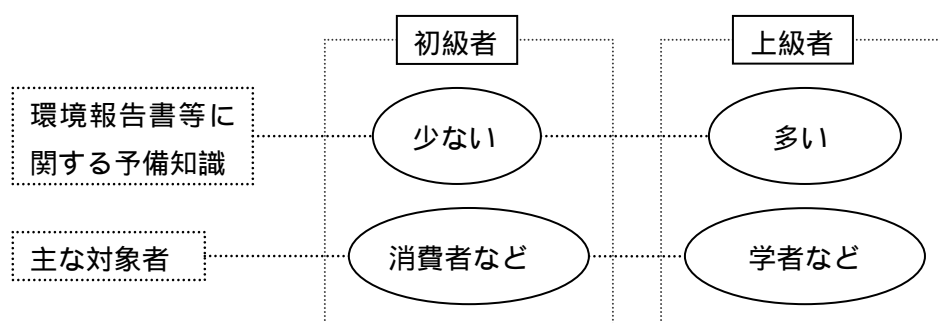 初級者
上級者
環境報告書等に
関する予備知識
少ない
多い
主な対象者
消費者など
学者など